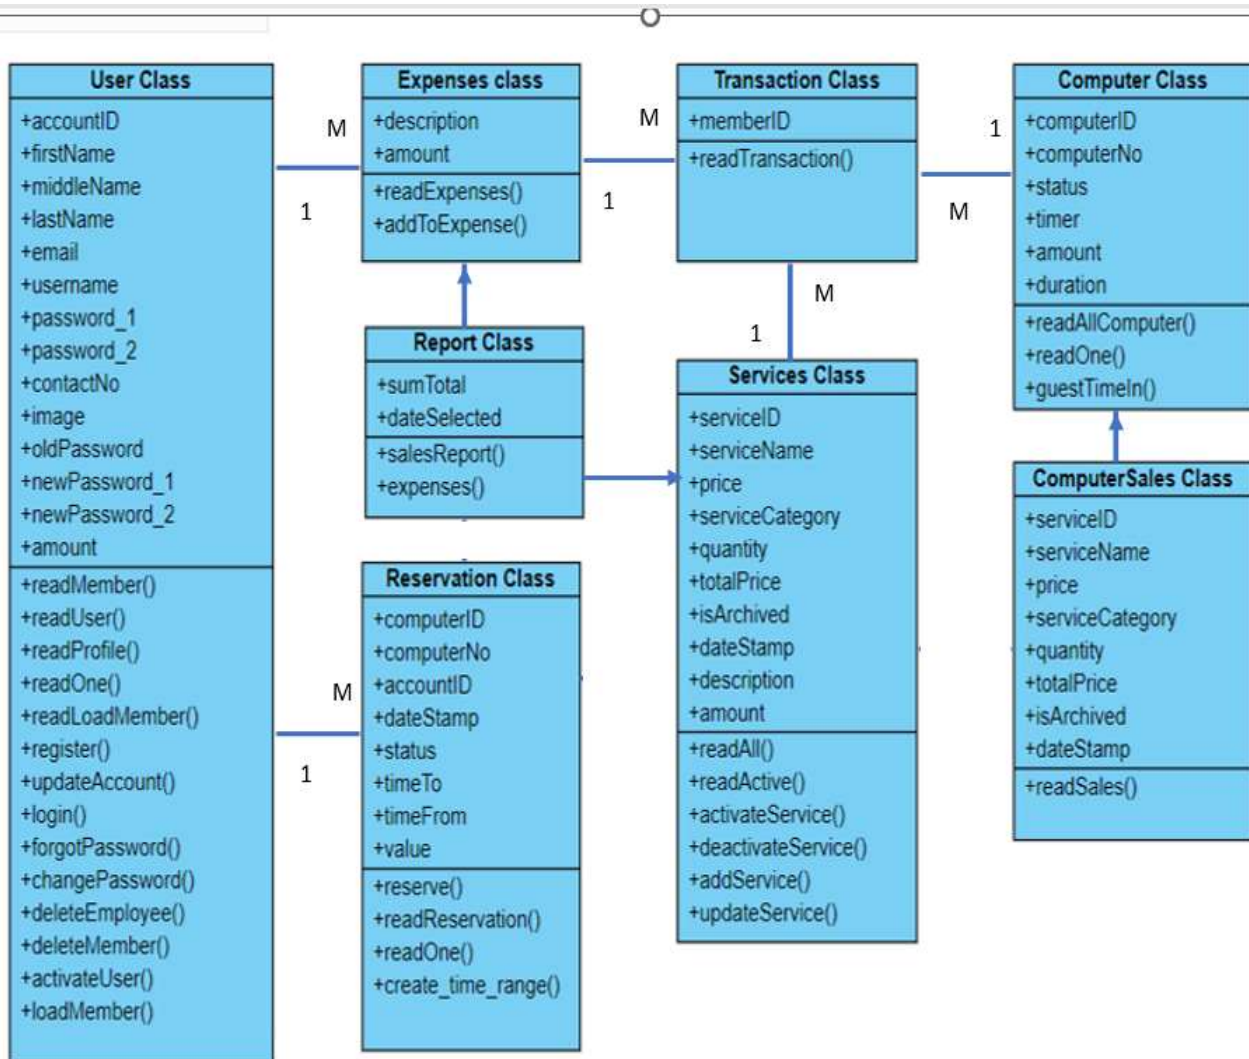 User Class
+accountID
+firstName
+middleName
+lastName
+email
+username
+password_1
+password_2
+contactNo
+image
+oldPassword
+newPassword_1
+newPassword_2
+amount
+readMember()
+readUser()
+readProfile()
+readOne()
+readLoadMember()
+register()
+updateAccount()
+login()
+forgotPassword()
+changePassword()
+deleteEmployee()
+deleteMember()
+activateUser()
+loadMember()
M
1
M
1
Expenses class
+description
+amount
+readExpenses()
+addToExpense()
Report Class
+sumTotal
+dateSelected
+salesReport()
+expenses()
Reservation Class
+computerID
+computerNo
+accountID
+dateStamp
+status
+timeTo
+timeFrom
+value
+reserve()
+readReservation()
+readOne()
+create_time_range()
M
1
Transaction Class
+memberID
+readTransaction()
M
1
Services Class
+serviceID
+serviceName
+price
+serviceCategory
+quantity
+totalPrice
+isArchived
+dateStamp
+description
+amount
+readAll()
+readActive()
+activateService()
+deactivateService()
+addService()
+updateService()
1
M
Computer Class
+computerID
+computerNo
+status
+timer
+amount
+duration
+readAllComputer()
+readOne()
+guestTimeIn()
ComputerSales Class
+serviceID
+serviceName
+price
+serviceCategory
+quantity
+totalPrice
+isArchived
+dateStamp
+readSales()